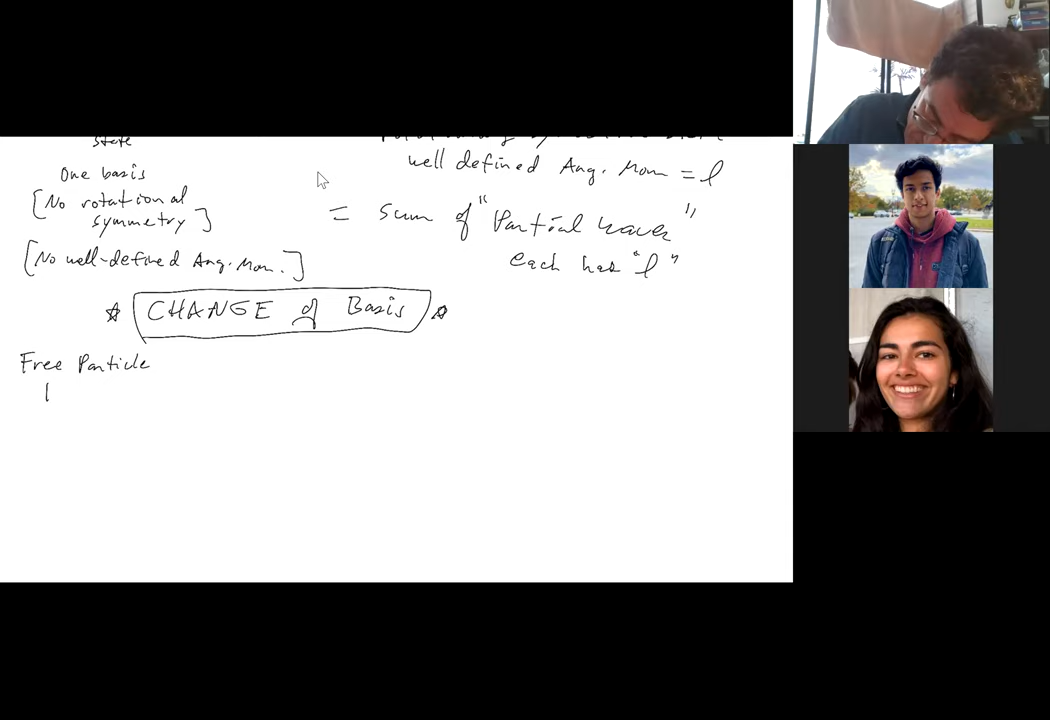 state
One basis
[No rotational
symmetry]
[No well-defined Ang. Mom.]
well defined Ang. Mom = l
= sum of "Partial waves"
each has "l"
☆ CHANGE of Basis ☆
Free Particle